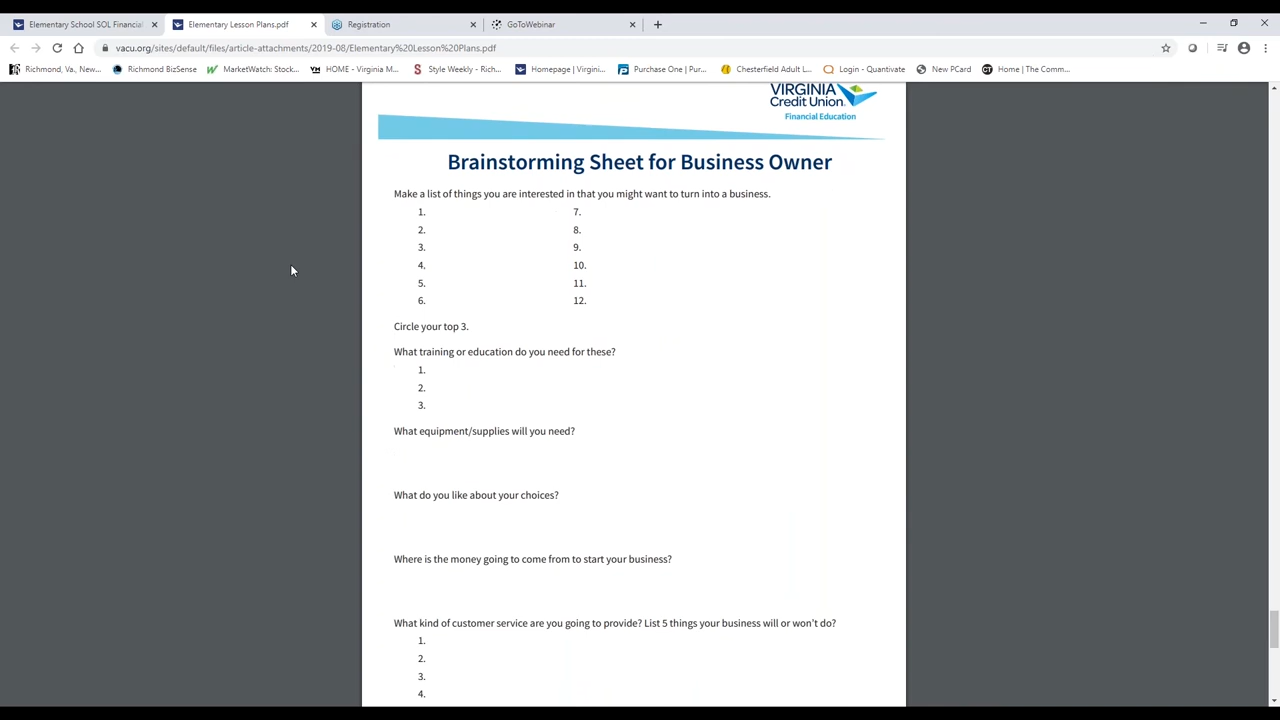 Elementary School SOL Financial
Elementary Lesson Plans.pdf
Registration
GoToWebinar
vacu.org/sites/default/files/article-attachments/2019-08/Elementary%20Lesson%20Plans.pdf
Richmond, Va., New...
Richmond BizSense
MarketWatch: Stock...
HOME - Virginia M...
Style Weekly - Rich...
Homepage | Virgini...
Purchase One | Pur...
Chesterfield Adult L...
Login - Quantivate
New PCard
Home | The Comm...
VIRGINIA
Credit Union.
Financial Education
Brainstorming Sheet for Business Owner
Make a list of things you are interested in that you might want to turn into a business.
1. 7.
2. 8.
3. 9.
4. 10.
5. 11.
6. 12.
Circle your top 3.
What training or education do you need for these?
1.
2.
3.
What equipment/supplies will you need?
What do you like about your choices?
Where is the money going to come from to start your business?
What kind of customer service are you going to provide? List 5 things your business will or won't do?
1.
2.
3.
4.